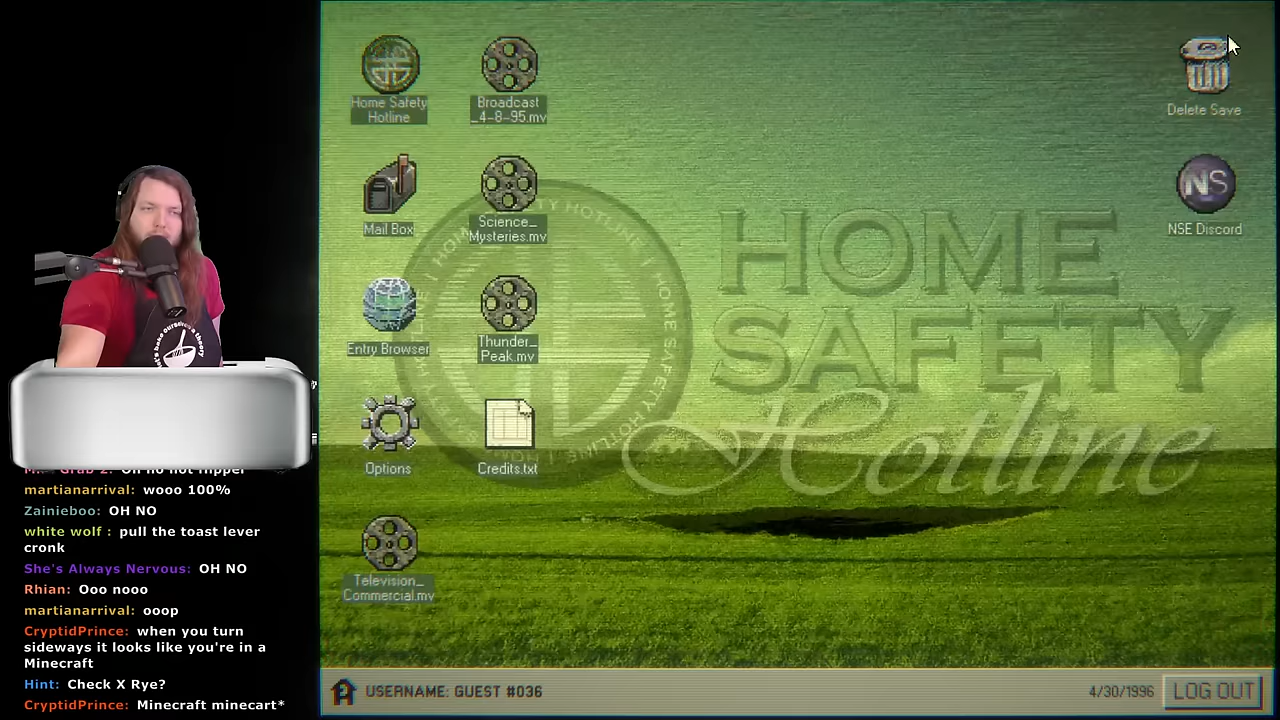 Home Safety
Hotline
Broadcast
_4-8-95.mv
Delete Save
Mail Box
Science_
Mysteries.mv
NS
NSE Discord
Entry Browser
Thunder_
Peak.mv
Options
Credits.txt
Television_
Commercial.mv
HOME
SAFETY
Hotline
USERNAME: GUEST #036
4/30/1996
LOG OUT
martianarrival: wooo 100%
Zainieboo: OH NO
white wolf : pull the toast lever
cronk
She's Always Nervous: OH NO
Rhian: Ooo nooo
martianarrival: ooop
CryptidPrince: when you turn
sideways it looks like you're in a
Minecraft
Hint: Check X Rye?
CryptidPrince: Minecraft minecart*